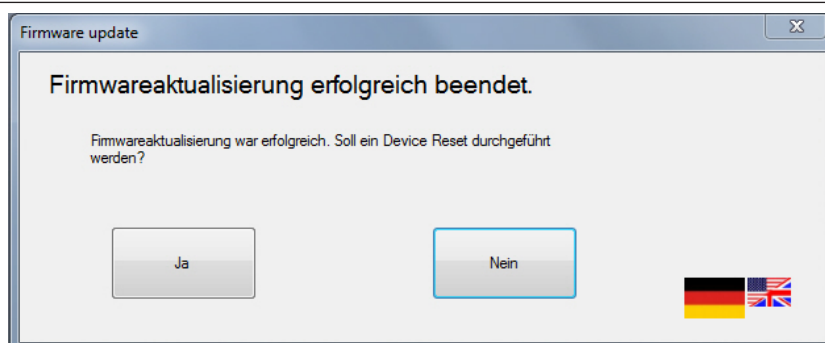 Firmware update
Firmwareaktualisierung erfolgreich beendet.
Firmwareaktualisierung war erfolgreich. Soll ein Device Reset durchgeführt
werden?
Ja
Nein